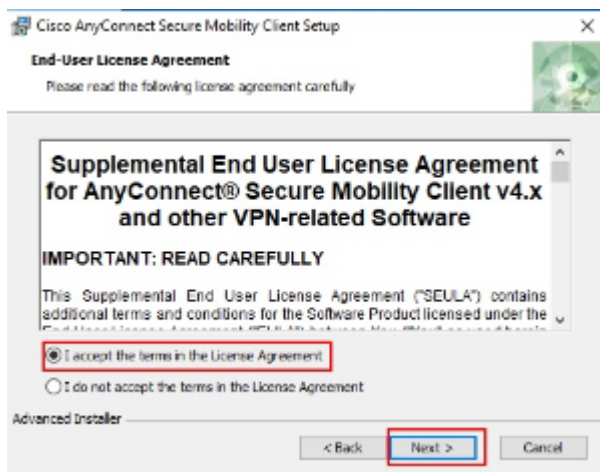 Cisco AnyConnect Secure Mobility Client Setup
End-User License Agreement
Please read the following license agreement carefully
Supplemental End User License Agreement
for AnyConnect® Secure Mobility Client v4.x
and other VPN-related Software
IMPORTANT: READ CAREFULLY
This Supplemental End User License Agreement ("SEULA") contains
additional terms and conditions for the Software Product licensed under the
I accept the terms in the License Agreement
I do not accept the terms in the License Agreement
Advanced Installer
< Back
Next >
Cancel